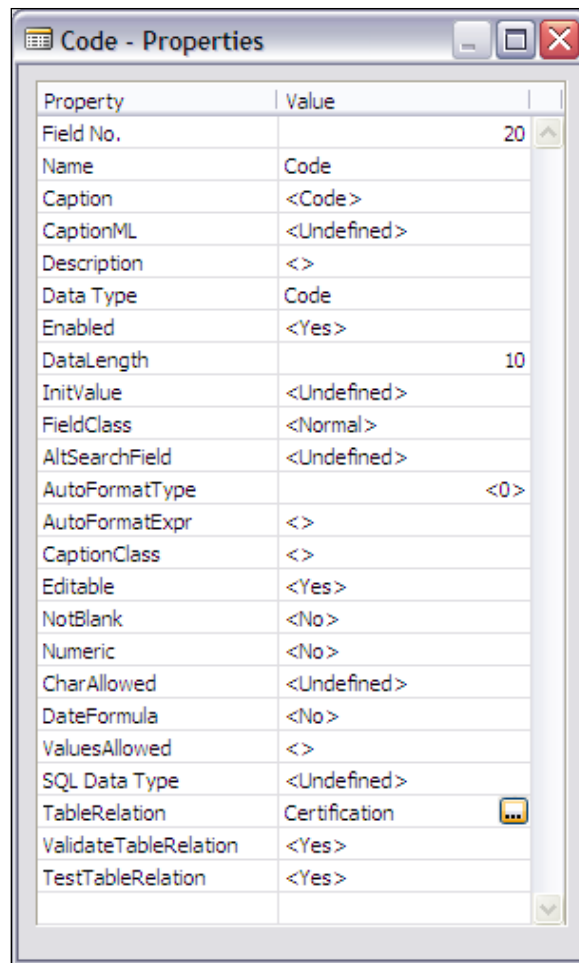 Code - Properties
Property Value
Field No. 20
Name Code
Caption <Code>
CaptionML <Undefined>
Description <>
Data Type Code
Enabled <Yes>
DataLength 10
InitValue <Undefined>
FieldClass <Normal>
AltSearchField <Undefined>
AutoFormatType <0>
AutoFormatExpr <>
CaptionClass <>
Editable <Yes>
NotBlank <No>
Numeric <No>
CharAllowed <Undefined>
DateFormula <No>
ValuesAllowed <>
SQL Data Type <Undefined>
TableRelation Certification ...
ValidateTableRelation <Yes>
TestTableRelation <Yes>